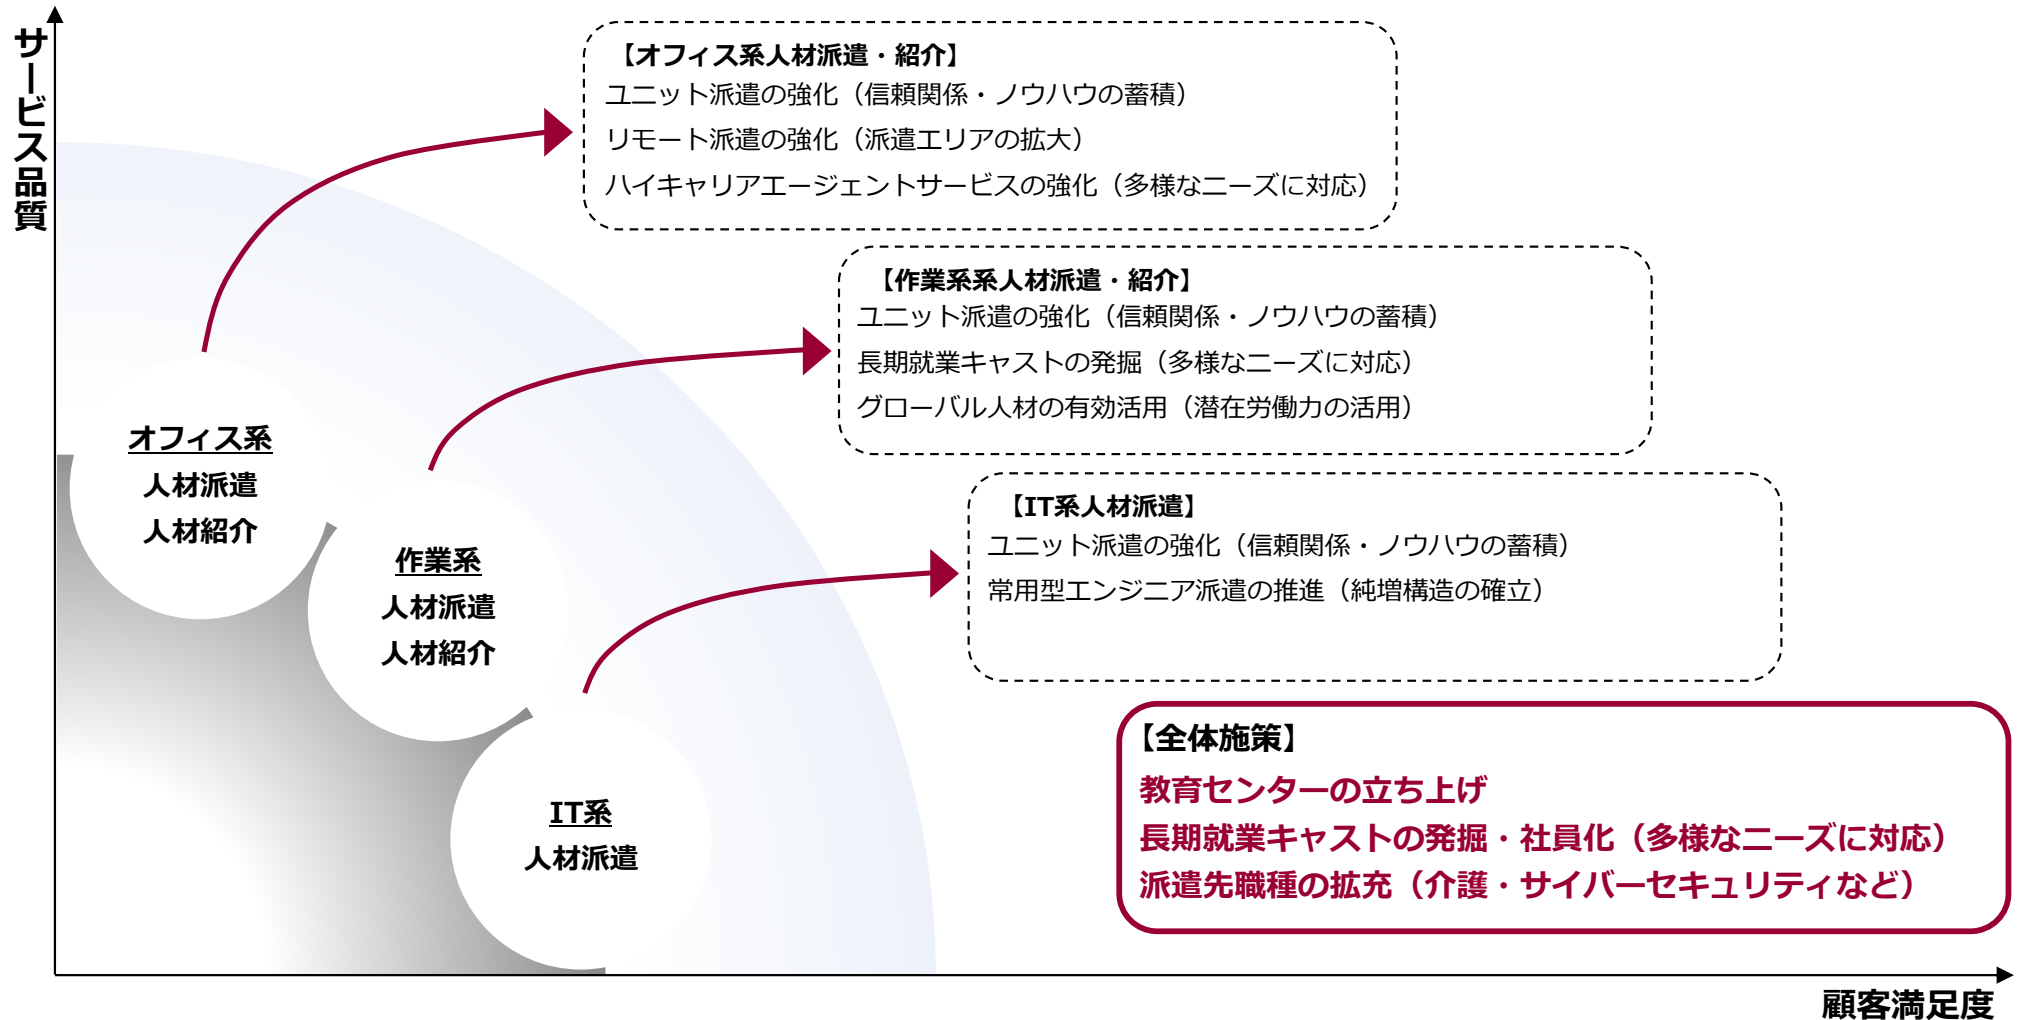 サービス品質
【オフィス系人材派遣・紹介】
ユニット派遣の強化（信頼関係・ノウハウの蓄積）
リモート派遣の強化（派遣エリアの拡大）
ハイキャリアエージェントサービスの強化（多様なニーズに対応）
【作業系系人材派遣・紹介】
ユニット派遣の強化（信頼関係・ノウハウの蓄積）
長期就業キャストの発掘（多様なニーズに対応）
グローバル人材の有効活用（潜在労働力の活用）
オフィス系
人材派遣
人材紹介
【IT系人材派遣】
ユニット派遣の強化（信頼関係・ノウハウの蓄積）
常用型エンジニア派遣の推進（純増構造の確立）
作業系
人材派遣
人材紹介
【全体施策】
教育センターの立ち上げ
長期就業キャストの発掘・社員化（多様なニーズに対応）
派遣先職種の拡充（介護・サイバーセキュリティなど）
IT系
人材派遣
顧客満足度